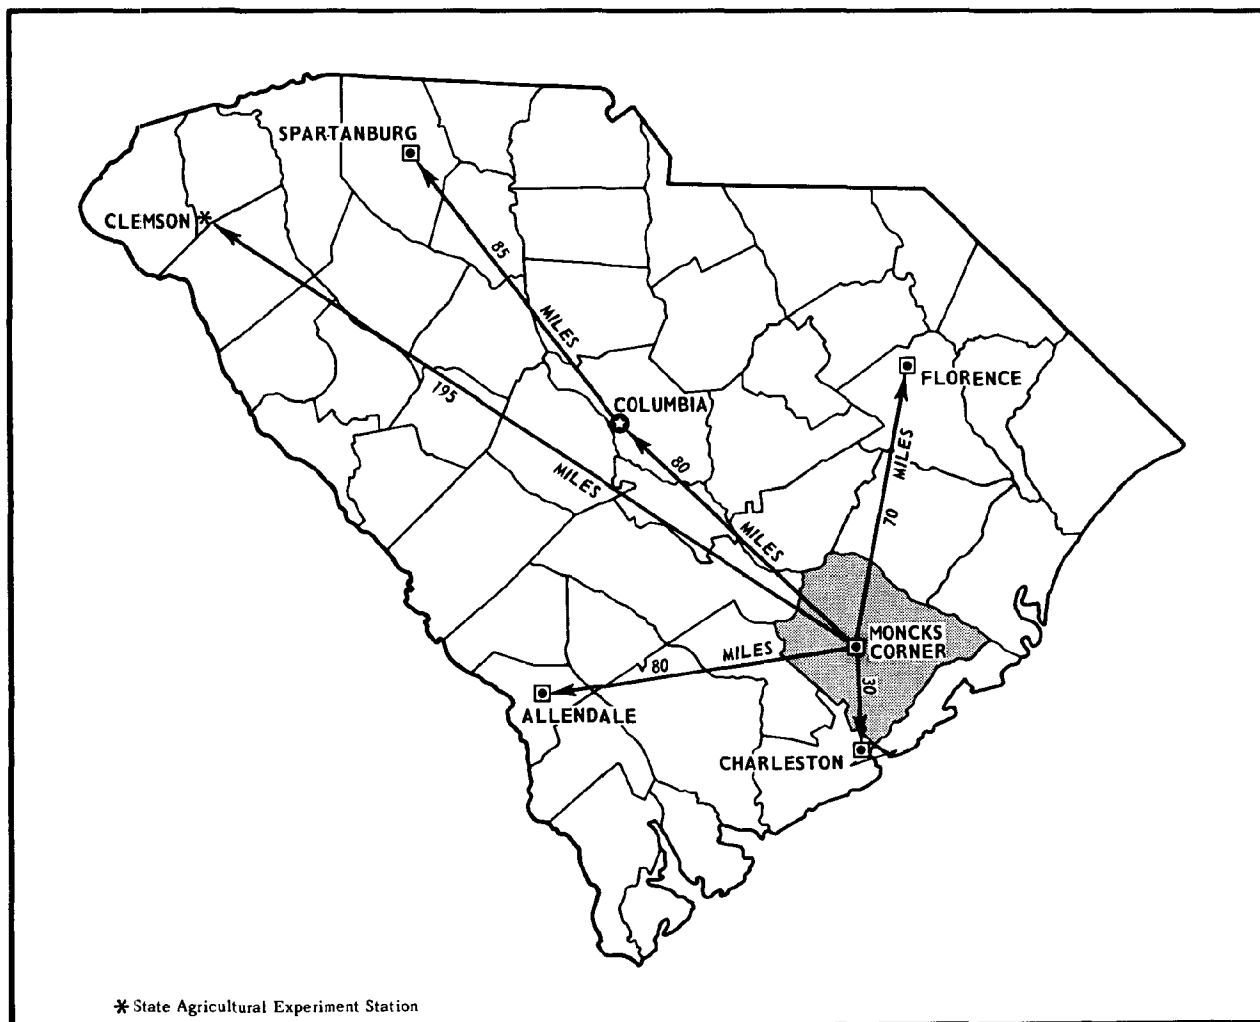 SPARTANBURG
CLEMSON *
85
MILES
195
MILES
COLUMBIA
80
MILES
FLORENCE
MILES
70
MONCKS
CORNER
MILES
80
30
ALLENDALE
CHARLESTON
* State Agricultural Experiment Station